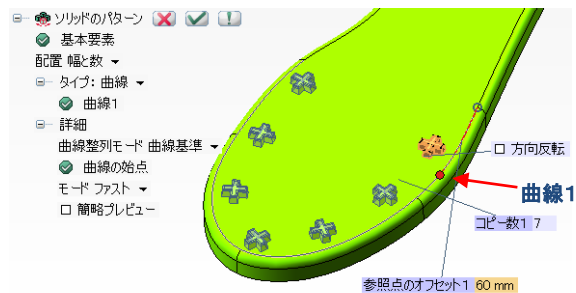 ソリッドのパターン
基本要素
配置 幅と数
タイプ: 曲線
曲線1
詳細
曲線整列モード 曲線基準
曲線の始点
モード ファスト
簡略プレビュー
方向反転
曲線1
コピー数1 7
参照点のオフセット1 60 mm